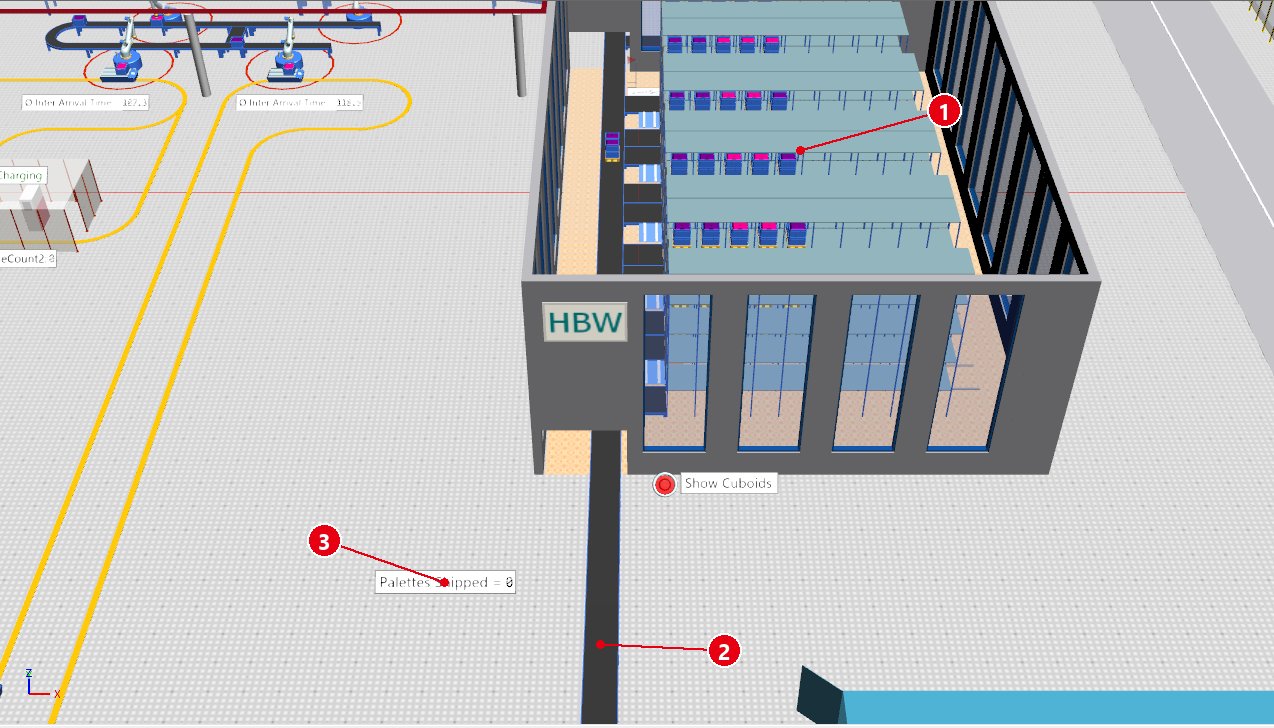 Ø Inter Arrival Time
Ø Inter Arrival Time
1
Charging
eCount2
HBW
Show Cuboids
3
Palettes Shipped = 0
2
Z
X